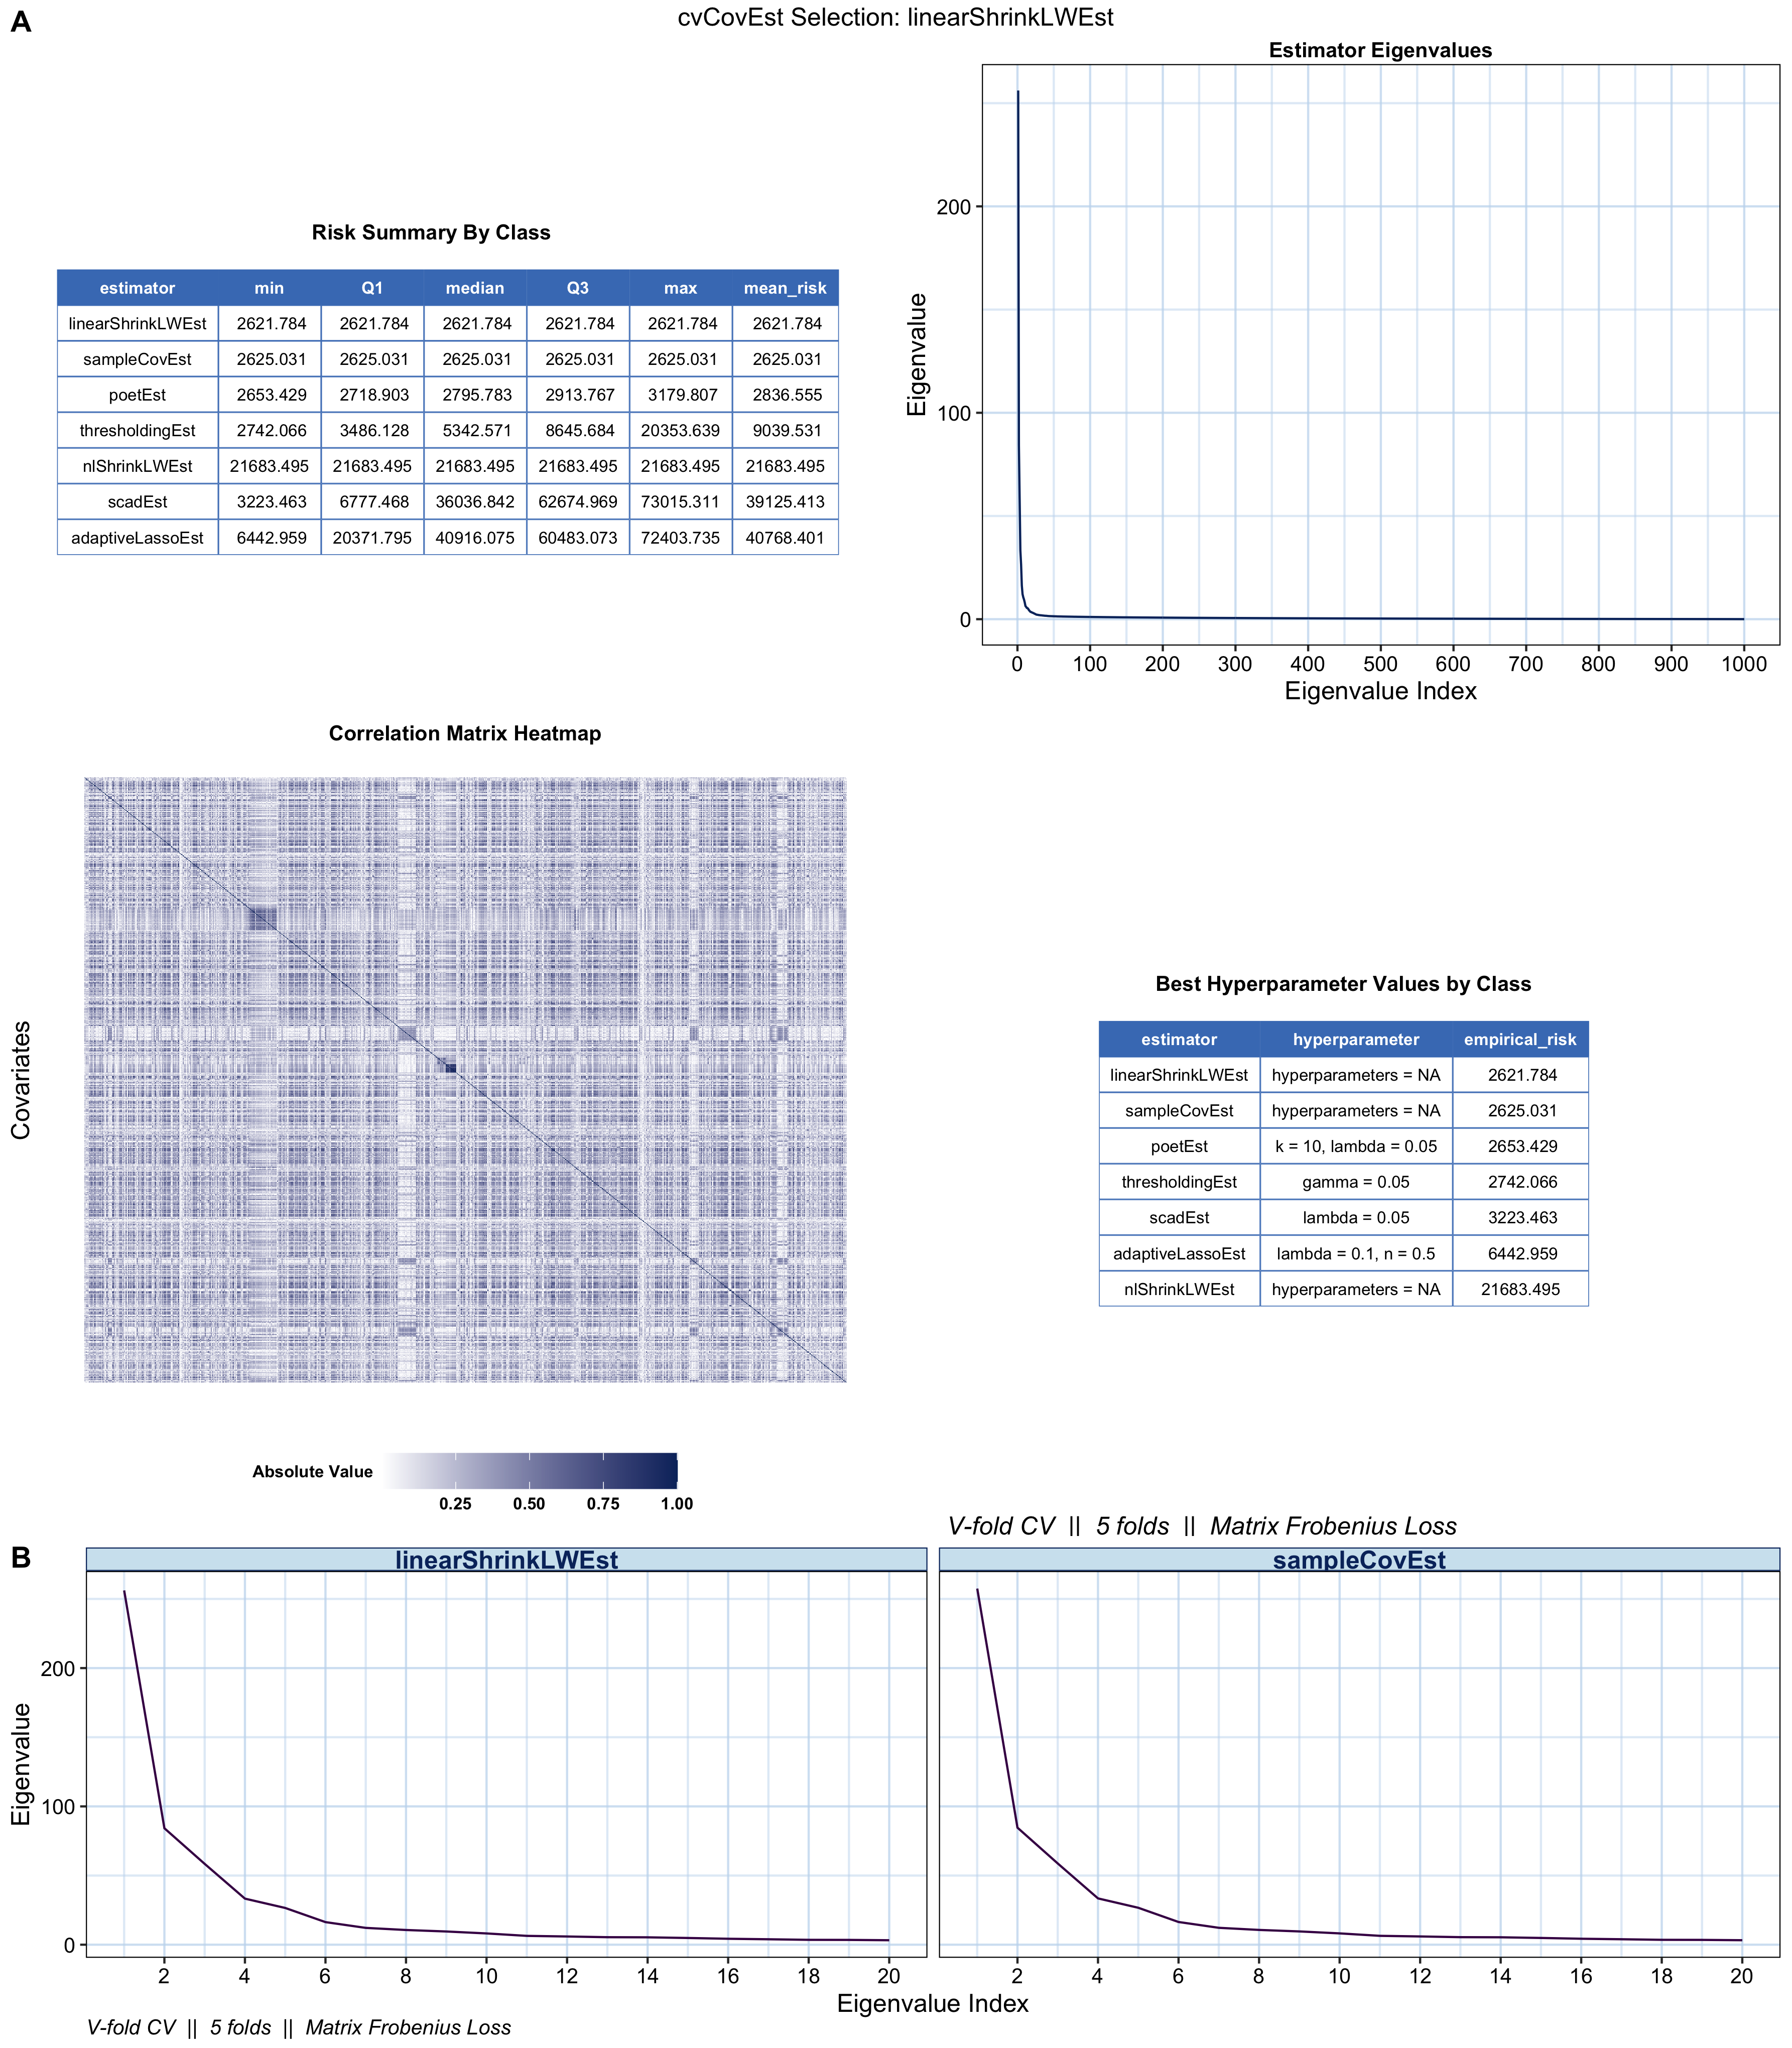 A
cvCovEst Selection: linearShrinkLWEst
Risk Summary By Class
estimator min Q1 median Q3 max mean_risk
linearShrinkLWEst 2621.784 2621.784 2621.784 2621.784 2621.784 2621.784
sampleCovEst 2625.031 2625.031 2625.031 2625.031 2625.031 2625.031
poetEst 2653.429 2718.903 2795.783 2913.767 3179.807 2836.555
thresholdingEst 2742.066 3486.128 5342.571 8645.684 20353.639 9039.531
nlShrinkLWEst 21683.495 21683.495 21683.495 21683.495 21683.495 21683.495
scadEst 3223.463 6777.468 36036.842 62674.969 73015.311 39125.413
adaptiveLassoEst 6442.959 20371.795 40916.075 60483.073 72403.735 40768.401
Estimator Eigenvalues
Eigenvalue
200
100
0
0 100 200 300 400 500 600 700 800 900 1000
Eigenvalue Index
Correlation Matrix Heatmap
Covariates
Absolute Value
0.25 0.50 0.75 1.00
Best Hyperparameter Values by Class
estimator hyperparameter empirical_risk
linearShrinkLWEst hyperparameters = NA 2621.784
sampleCovEst hyperparameters = NA 2625.031
poetEst k = 10, lambda = 0.05 2653.429
thresholdingEst gamma = 0.05 2742.066
scadEst lambda = 0.05 3223.463
adaptiveLassoEst lambda = 0.1, n = 0.5 6442.959
nlShrinkLWEst hyperparameters = NA 21683.495
V-fold CV || 5 folds || Matrix Frobenius Loss
B
linearShrinkLWEst sampleCovEst
Eigenvalue
200
100
0
2 4 6 8 10 12 14 16 18 20 2 4 6 8 10 12 14 16 18 20
Eigenvalue Index
V-fold CV || 5 folds || Matrix Frobenius Loss